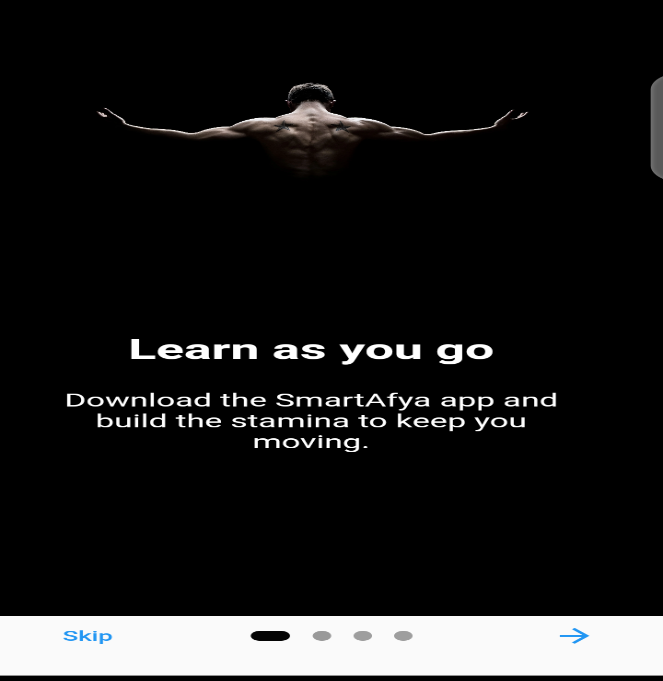 Learn as you go
Download the SmartAfya app and
build the stamina to keep you
moving.
Skip